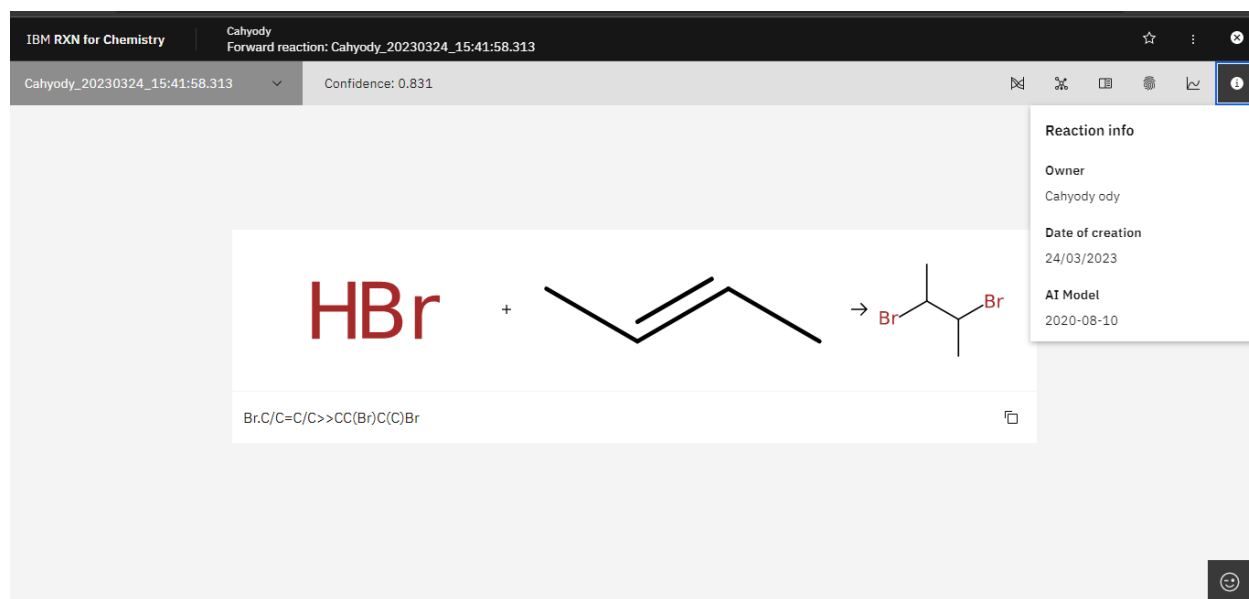 IBM RXN for Chemistry
Cahyody
Forward reaction: Cahyody_20230324_15:41:58.313
Cahyody_20230324_15:41:58.313
Confidence: 0.831
Reaction info
Owner
Cahyody ody
Date of creation
24/03/2023
AI Model
2020-08-10
HBr + → Br Br
Br.C/C=C/C>>CC(Br)C(C)Br